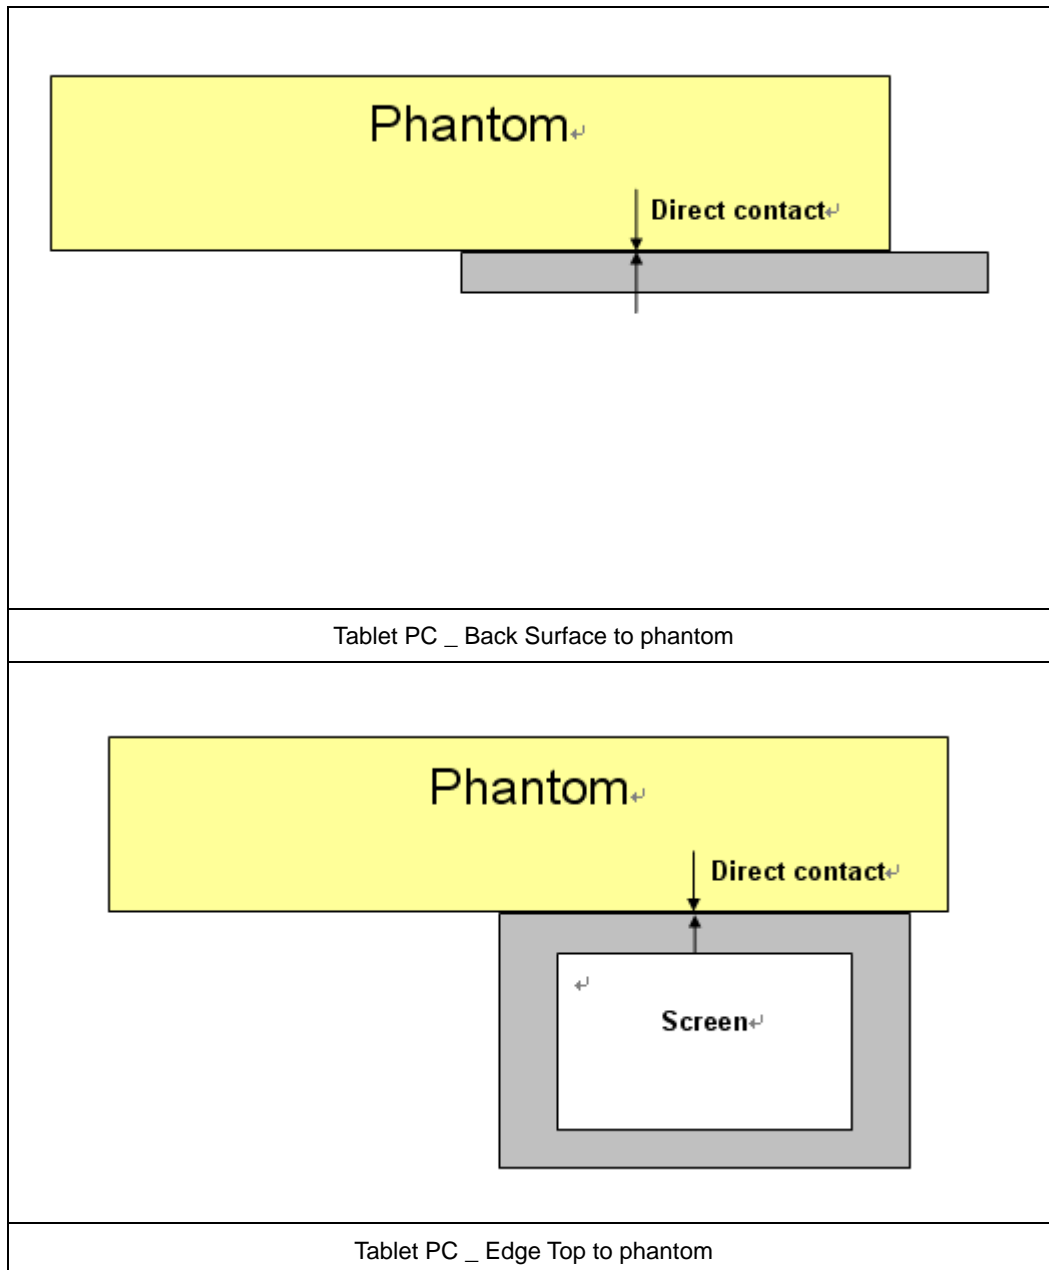 Phantom↵
Direct contact↵
Tablet PC _ Back Surface to phantom
Phantom↵
Direct contact↵
↵
Screen↵
Tablet PC _ Edge Top to phantom